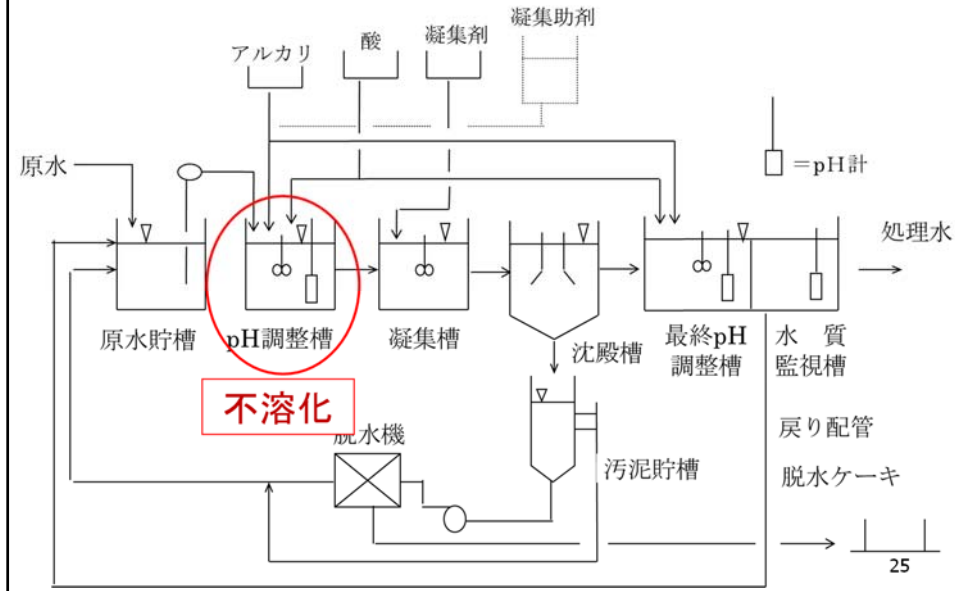 凝集助剤
酸
凝集剤
アルカリ
原水
=pH計
処理水
原水貯槽
pH調整槽
凝集槽
沈殿槽
最終pH
調整槽
水 質
監視槽
不溶化
脱水機
汚泥貯槽
戻り配管
脱水ケーキ
25